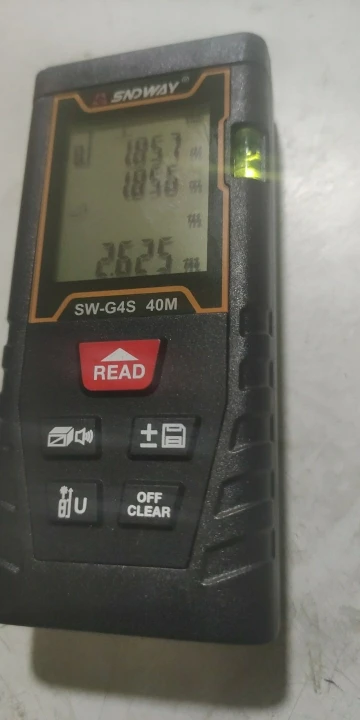 SNDWAY®
1.857 m
1.856 m
m
2.625 m
SW-G4S 40M
READ
±
U
OFF
CLEAR